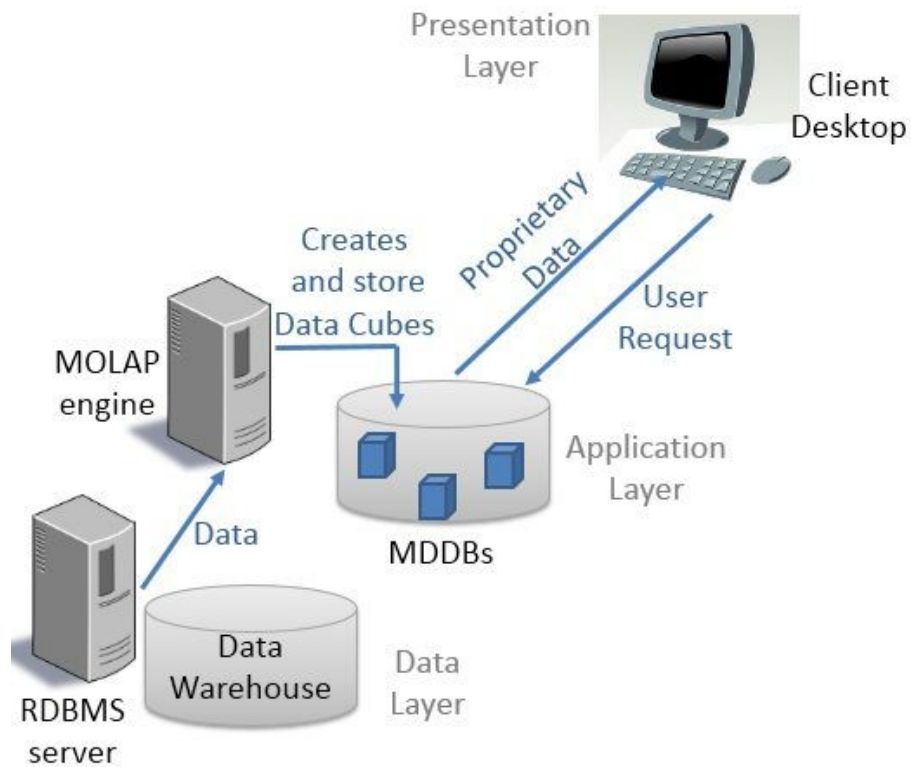 Presentation
Layer
Client
Desktop
Proprietary
Data
Creates
and store
Data Cubes
User
Request
MOLAP
engine
Application
Layer
Data
MDDBs
Data
Warehouse
Data
Layer
RDBMS
server